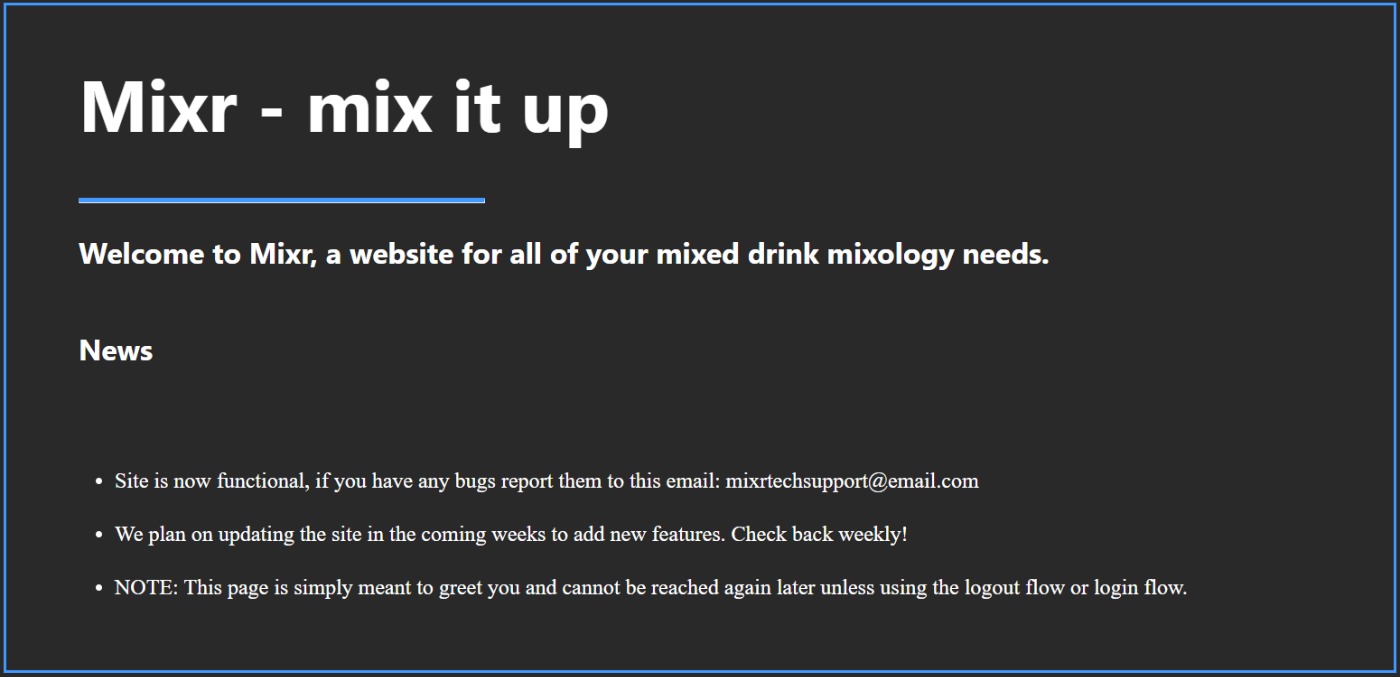 Mixr - mix it up
Welcome to Mixr, a website for all of your mixed drink mixology needs.
News
• Site is now functional, if you have any bugs report them to this email: mixrtechsupport@email.com
• We plan on updating the site in the coming weeks to add new features. Check back weekly!
• NOTE: This page is simply meant to greet you and cannot be reached again later unless using the logout flow or login flow.